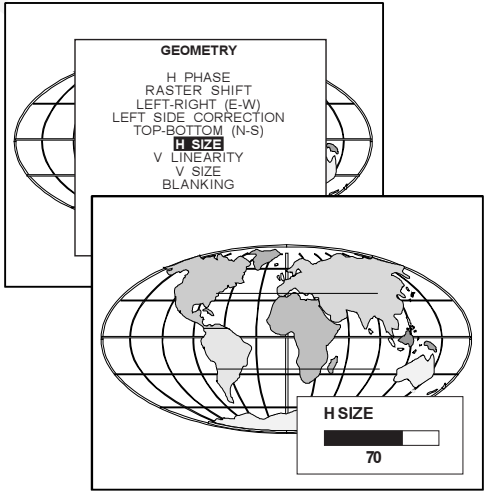 GEOMETRY
H PHASE
RASTER SHIFT
LEFT-RIGHT (E-W)
LEFT SIDE CORRECTION
TOP-BOTTOM (N-S)
H SIZE
V LINEARITY
V SIZE
BLANKING
H SIZE
70